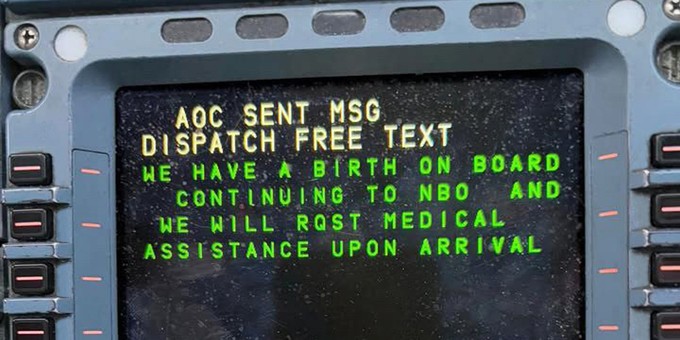 AOC SENT MSG
DISPATCH FREE TEXT
WE HAVE A BIRTH ON BOARD
CONTINUING TO NBO AND
WE WILL RQST MEDICAL
ASSISTANCE UPON ARRIVAL